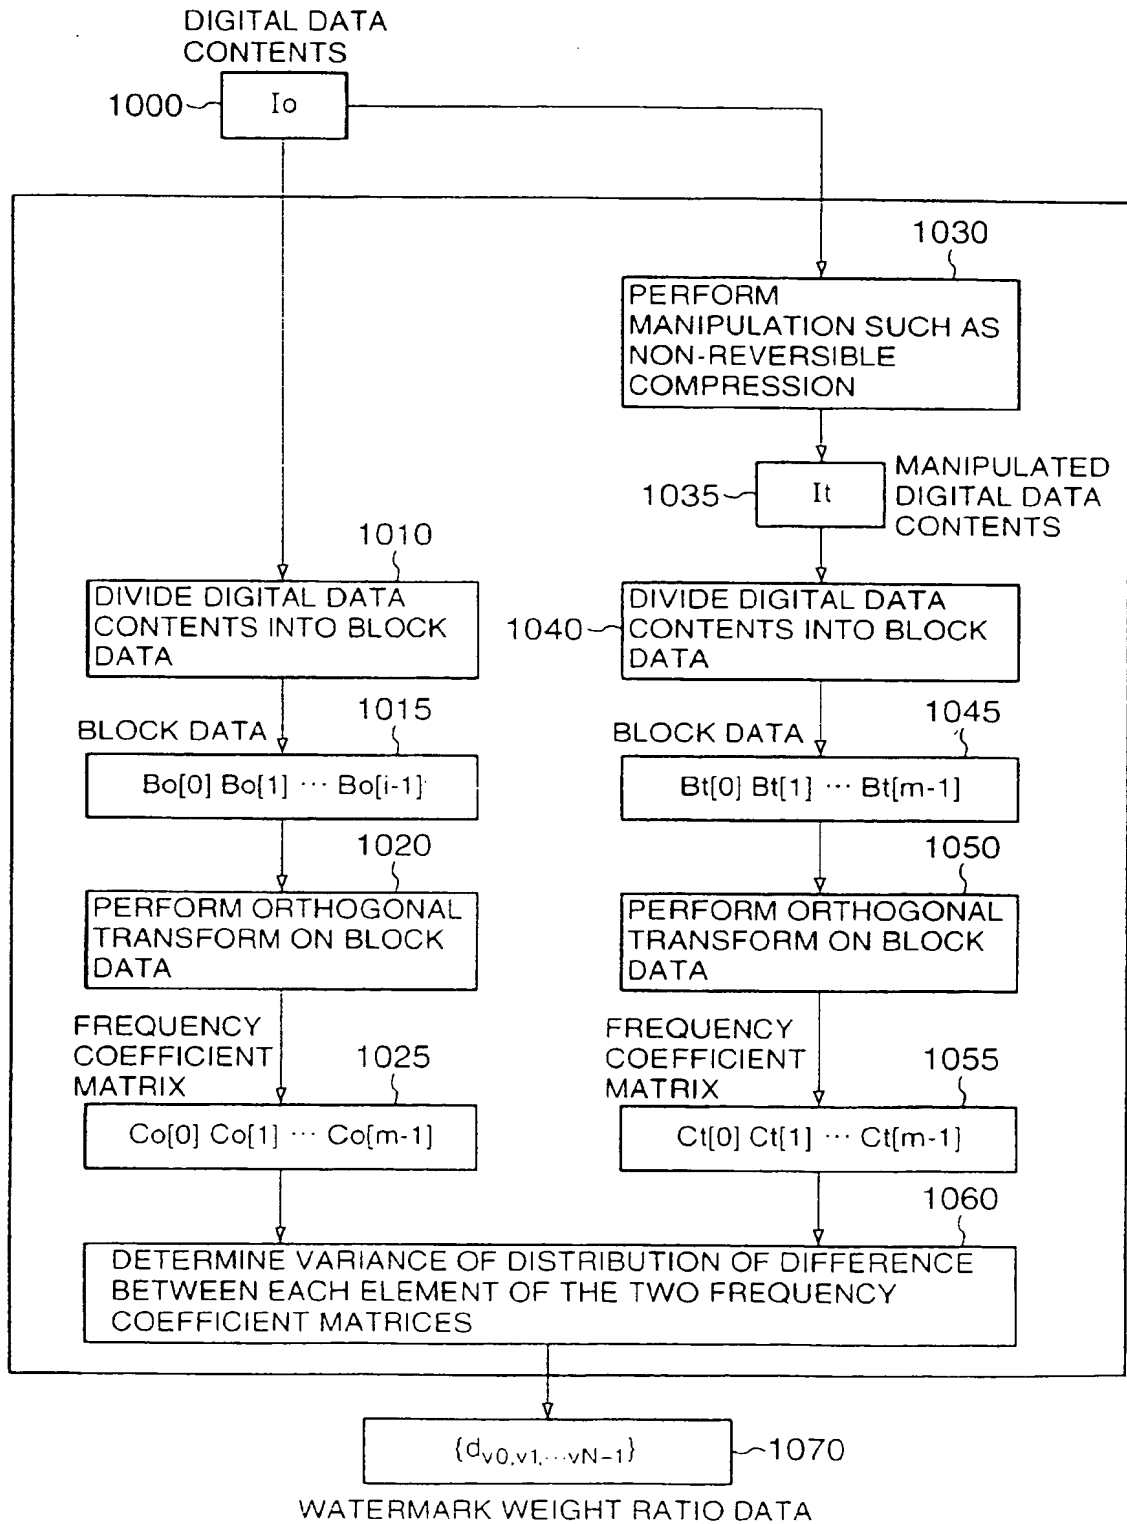 DIGITAL DATA
CONTENTS
1000
Io
1030
PERFORM
MANIPULATION SUCH AS
NON-REVERSIBLE
COMPRESSION
1035
It
MANIPULATED
DIGITAL DATA
CONTENTS
1010
DIVIDE DIGITAL DATA
CONTENTS INTO BLOCK
DATA
1040
DIVIDE DIGITAL DATA
CONTENTS INTO BLOCK
DATA
BLOCK DATA
1015
Bo[0] Bo[1] ··· Bo[i-1]
BLOCK DATA
1045
Bt[0] Bt[1] ··· Bt[m-1]
1020
PERFORM ORTHOGONAL
TRANSFORM ON BLOCK
DATA
1050
PERFORM ORTHOGONAL
TRANSFORM ON BLOCK
DATA
FREQUENCY
COEFFICIENT
MATRIX
1025
Co[0] Co[1] ··· Co[m-1]
FREQUENCY
COEFFICIENT
MATRIX
1055
Ct[0] Ct[1] ··· Ct[m-1]
1060
DETERMINE VARIANCE OF DISTRIBUTION OF DIFFERENCE
BETWEEN EACH ELEMENT OF THE TWO FREQUENCY
COEFFICIENT MATRICES
{dv0,v1,···vN-1}
1070
WATERMARK WEIGHT RATIO DATA